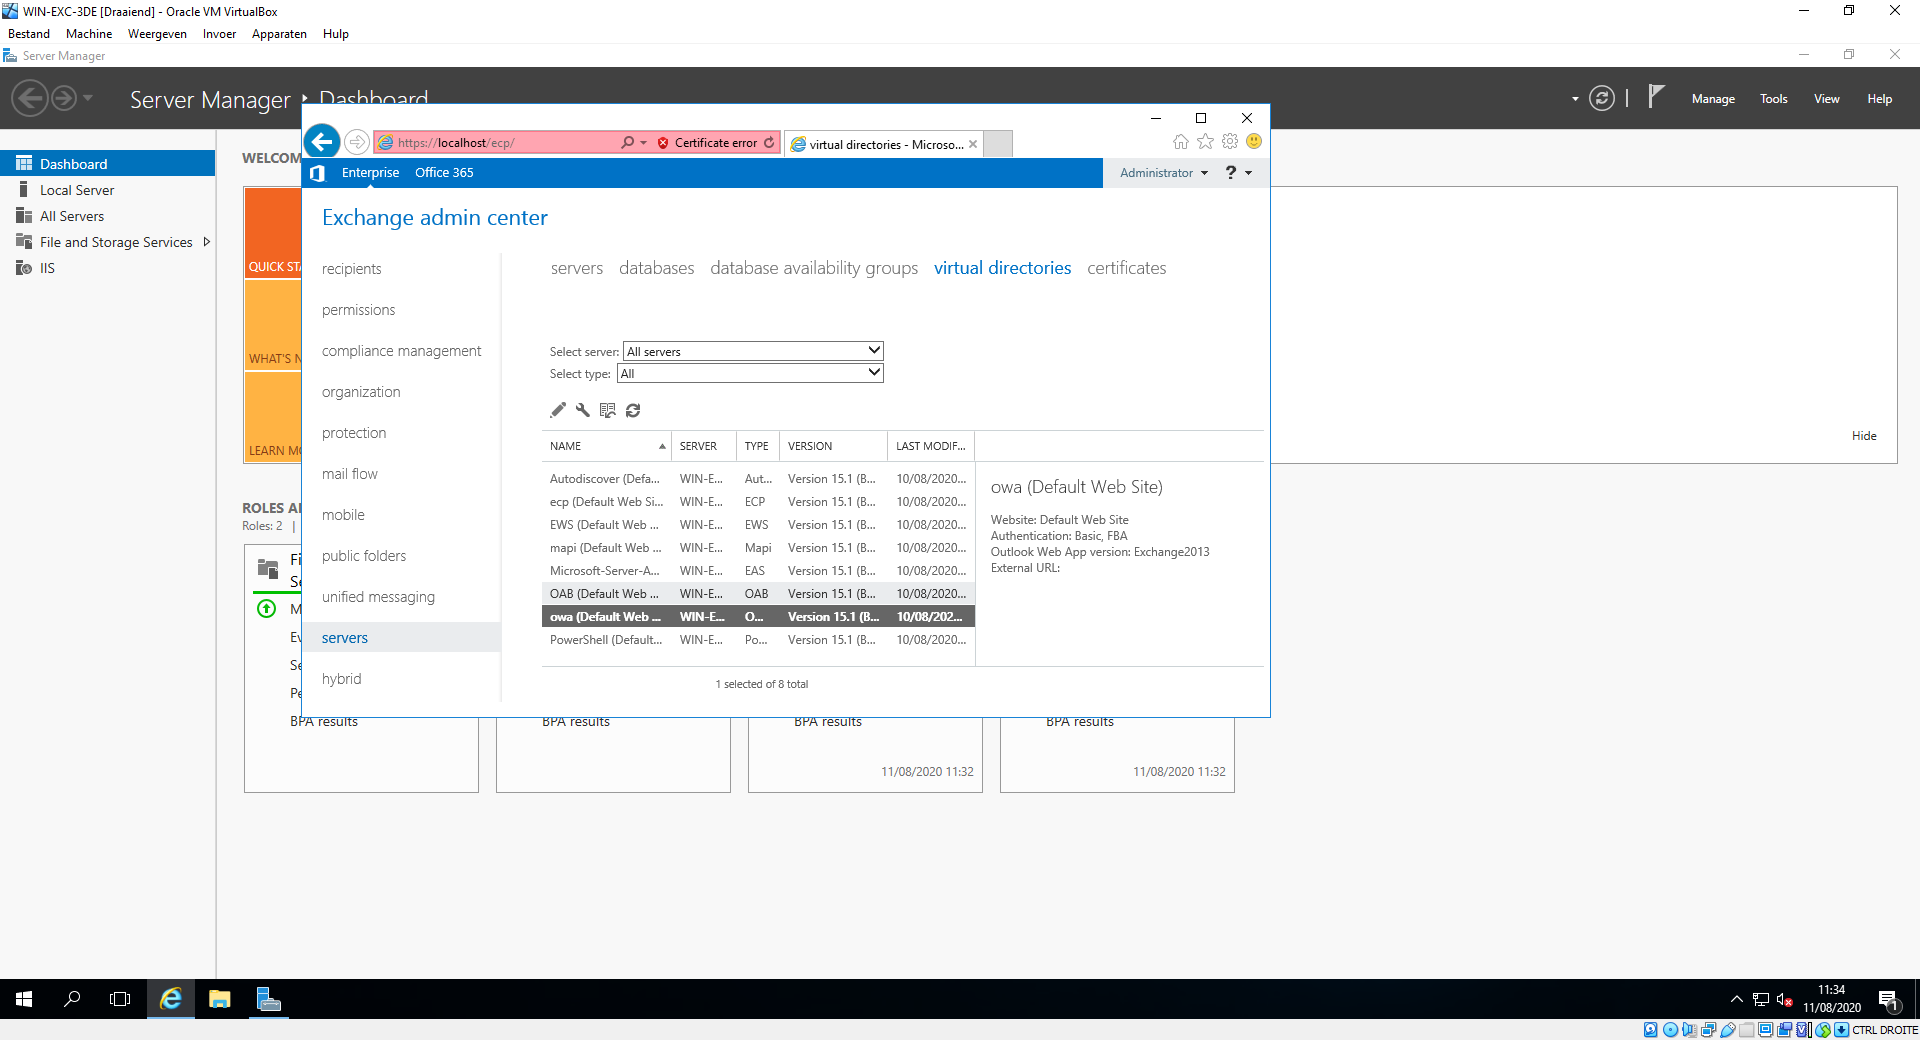 WIN-EXC-3DE [Draaiend] - Oracle VM VirtualBox
Bestand Machine Weergeven Invoer Apparaten Hulp
Server Manager
Server Manager ‣ Dashboard
Manage Tools View Help
https://localhost/ecp/ Certificate error virtual directories - Microso...
Enterprise Office 365 Administrator ?
Dashboard
Local Server
All Servers
File and Storage Services
IIS
WELCOM
QUICK STA
WHAT'S N
LEARN MO
Hide
Exchange admin center
recipients
permissions
compliance management
organization
protection
mail flow
mobile
public folders
unified messaging
servers
hybrid
servers databases database availability groups virtual directories certificates
Select server: All servers
Select type: All
NAME SERVER TYPE VERSION LAST MODIF...
Autodiscover (Defa... WIN-E... Aut... Version 15.1 (B... 10/08/2020...
ecp (Default Web Si... WIN-E... ECP Version 15.1 (B... 10/08/2020...
EWS (Default Web ... WIN-E... EWS Version 15.1 (B... 10/08/2020...
mapi (Default Web ... WIN-E... Mapi Version 15.1 (B... 10/08/2020...
Microsoft-Server-A... WIN-E... EAS Version 15.1 (B... 10/08/2020...
OAB (Default Web ... WIN-E... OAB Version 15.1 (B... 10/08/2020...
owa (Default Web ... WIN-E... O... Version 15.1 (B... 10/08/202...
PowerShell (Default... WIN-E... Po... Version 15.1 (B... 10/08/2020...
1 selected of 8 total
owa (Default Web Site)
Website: Default Web Site
Authentication: Basic, FBA
Outlook Web App version: Exchange2013
External URL:
ROLES A
Roles: 2 |
Fi
Se
M
Ev
Se
Pe
BPA results BPA results BPA results BPA results
11/08/2020 11:32 11/08/2020 11:32
11:34
11/08/2020
1
CTRL DROITE